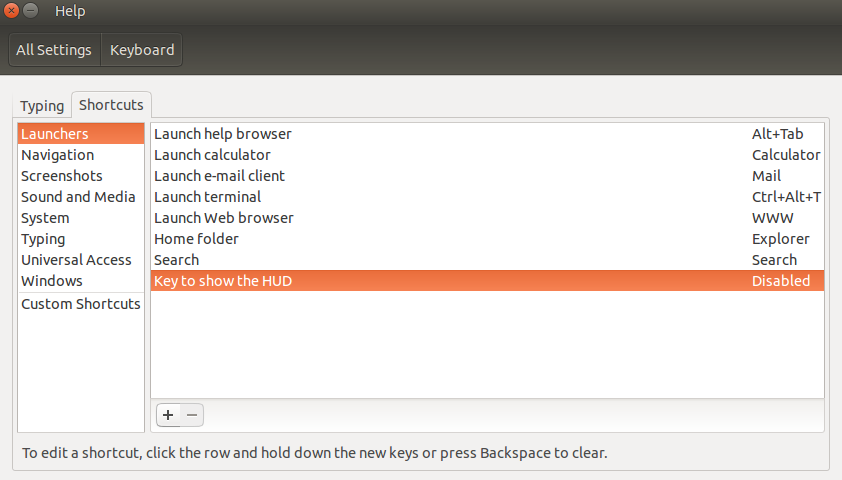 Help
All Settings Keyboard
Typing Shortcuts
Launchers
Navigation
Screenshots
Sound and Media
System
Typing
Universal Access
Windows
Custom Shortcuts
Launch help browser Alt+Tab
Launch calculator Calculator
Launch e-mail client Mail
Launch terminal Ctrl+Alt+T
Launch Web browser WWW
Home folder Explorer
Search Search
Key to show the HUD Disabled
To edit a shortcut, click the row and hold down the new keys or press Backspace to clear.